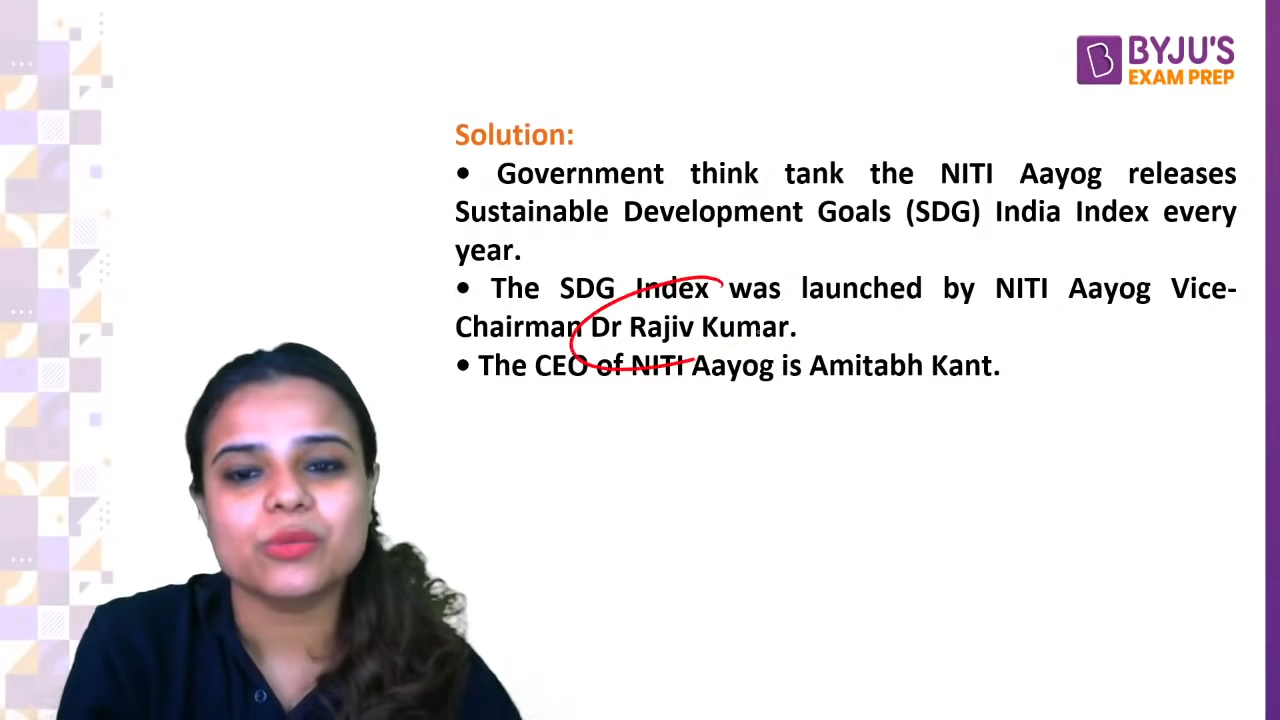 BYJU'S
EXAM PREP
Solution:
• Government think tank the NITI Aayog releases
Sustainable Development Goals (SDG) India Index every
year.
• The SDG Index was launched by NITI Aayog Vice-
Chairman Dr Rajiv Kumar.
• The CEO of NITI Aayog is Amitabh Kant.